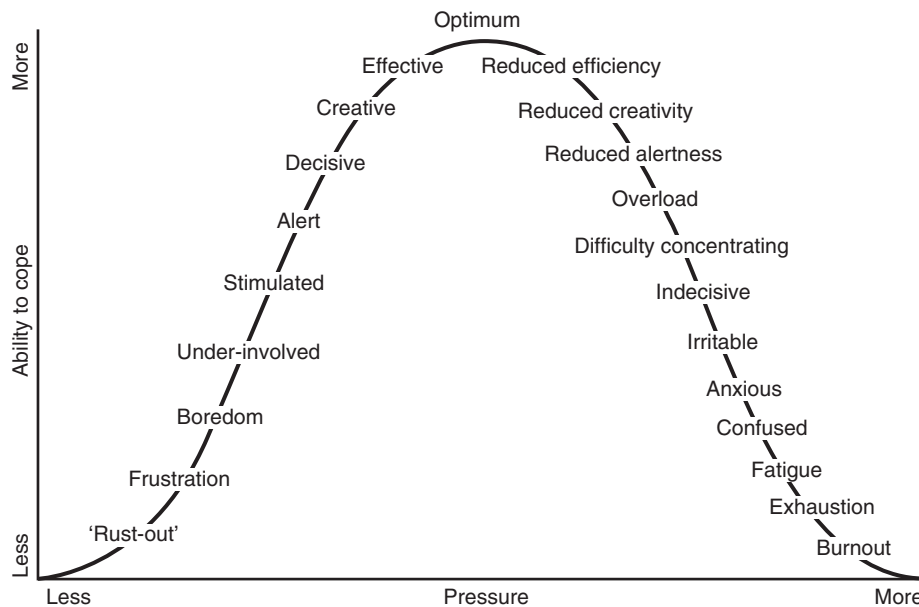 Optimum
More
Effective
Reduced efficiency
Creative
Reduced creativity
Decisive
Reduced alertness
Overload
Alert
Difficulty concentrating
Ability to cope
Stimulated
Indecisive
Under-involved
Irritable
Anxious
Boredom
Confused
Frustration
Fatigue
Exhaustion
‘Rust-out’
Burnout
Less
Less
Pressure
More